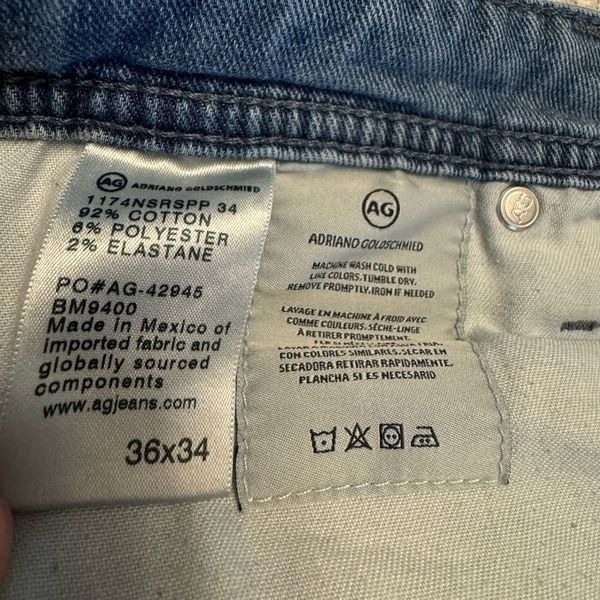 AG ADRIANO GOLDSCHMIED
1174NSRSPP 34
92% COTTON
6% POLYESTER
2% ELASTANE
PO#AG-42945
BM9400
Made in Mexico of
imported fabric and
globally sourced
components
www.agjeans.com
36x34
AG
ADRIANO GOLDSCHMIED
MACHINE WASH COLD WITH
LIKE COLORS. TUMBLE DRY.
REMOVE PROMPTLY. IRON IF NEEDED
LAVAGE EN MACHINE À FROID AVEC
COMME COULEURS. SÈCHE-LINGE
À RETIRER PROMPTEMENT.
CON COLORES SIMILARES. SECAR EN
SECADORA RETIRAR RAPIDAMENTE.
PLANCHA SI ES NECESARIO